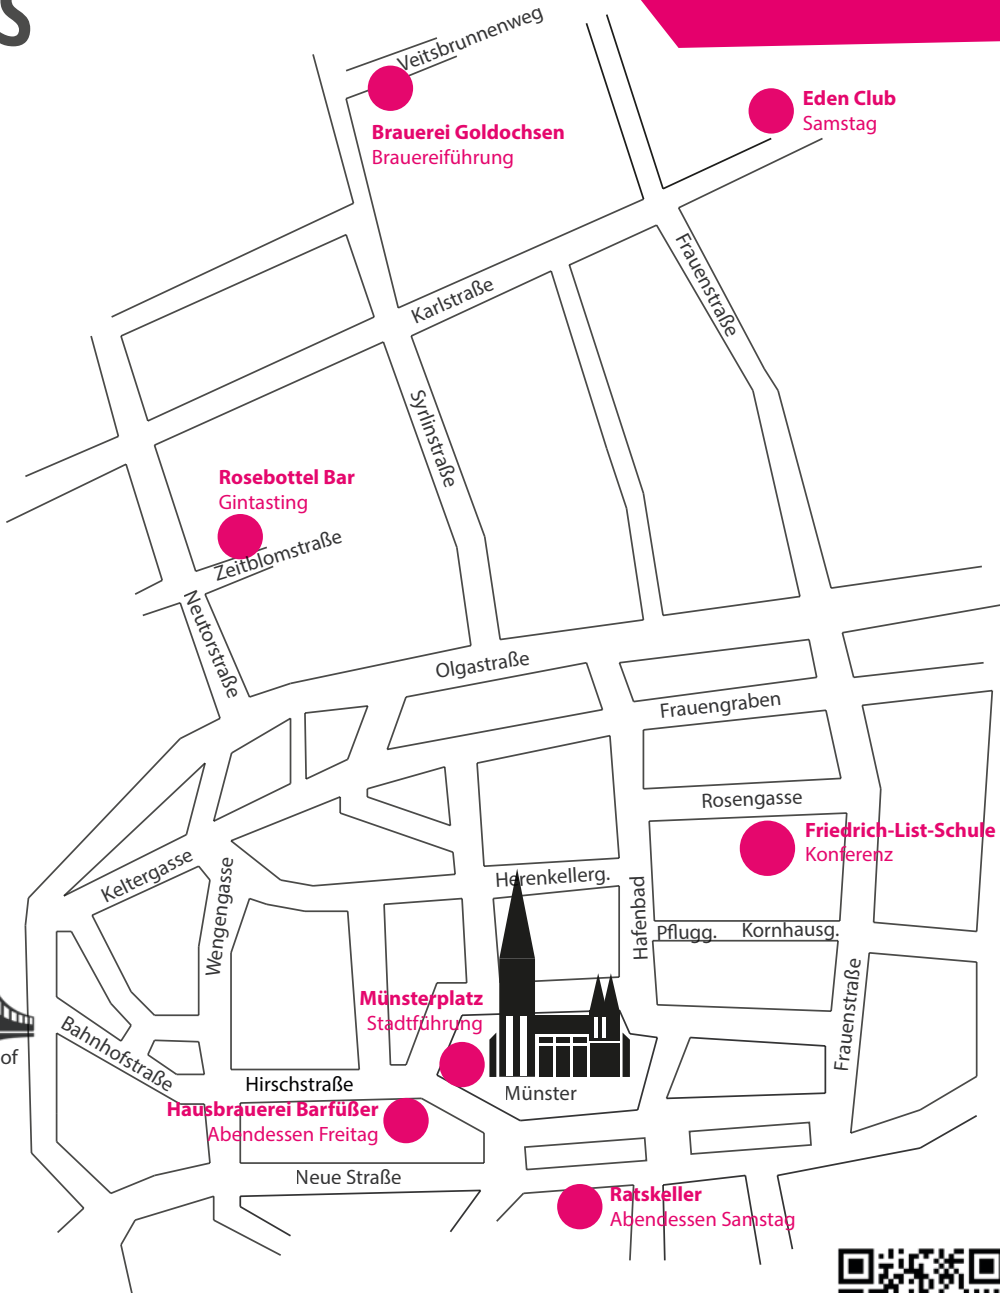 s
Veitsbrunnenweg
Eden Club
Samstag
Brauerei Goldochsen
Brauereiführung
Frauenstraße
Karlstraße
Syrlinstraße
Rosebottel Bar
Gintasting
Zeitblomstraße
Neutorstraße
Olgastraße
Frauengraben
Rosengasse
Friedrich-List-Schule
Konferenz
Keltergasse
Wengengasse
Herenkellerg.
Hafenbad
Pflugg.
Kornhausg.
Frauenstraße
Münsterplatz
Stadtführung
of
Bahnhofstraße
Hirschstraße
Münster
Hausbrauerei Barfüßer
Abendessen Freitag
Neue Straße
Ratskeller
Abendessen Samstag